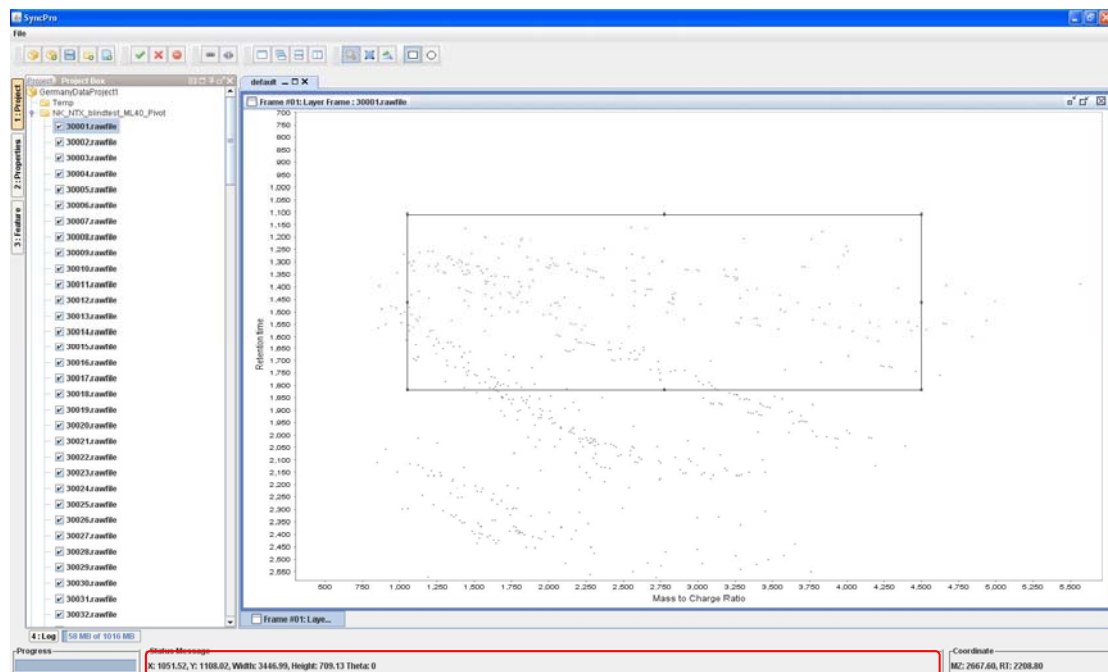 SyncPro
File
Project Project Box
1: Project
2: Properties
3: Feature
GermanyDataProject1
Temp
NK_NTX_blindtest_ML40_Pivot
30001.rawfile
30002.rawfile
30003.rawfile
30004.rawfile
30005.rawfile
30006.rawfile
30007.rawfile
30008.rawfile
30009.rawfile
30010.rawfile
30011.rawfile
30012.rawfile
30013.rawfile
30014.rawfile
30015.rawfile
30016.rawfile
30017.rawfile
30018.rawfile
30019.rawfile
30020.rawfile
30021.rawfile
30022.rawfile
30023.rawfile
30024.rawfile
30025.rawfile
30026.rawfile
30027.rawfile
30028.rawfile
30029.rawfile
30030.rawfile
30031.rawfile
30032.rawfile
default
Frame #01: Layer Frame : 30001.rawfile
700
750
800
850
900
950
1,000
1,050
1,100
1,150
1,200
1,250
1,300
1,350
1,400
1,450
1,500
1,550
1,600
1,650
1,700
1,750
1,800
1,850
1,900
1,950
2,000
2,050
2,100
2,150
2,200
2,250
2,300
2,350
2,400
2,450
2,500
2,550
Retention time
500 750 1,000 1,250 1,500 1,750 2,000 2,250 2,500 2,750 3,000 3,250 3,500 3,750 4,000 4,250 4,500 4,750 5,000 5,250 5,500
Mass to Charge Ratio
Frame #01: Laye...
4: Log 58 MB of 1016 MB
Progress
Status Message
X: 1051.52, Y: 1108.02, Width: 3446.99, Height: 709.13 Theta: 0
Coordinate
MZ: 2667.60, RT: 2208.80